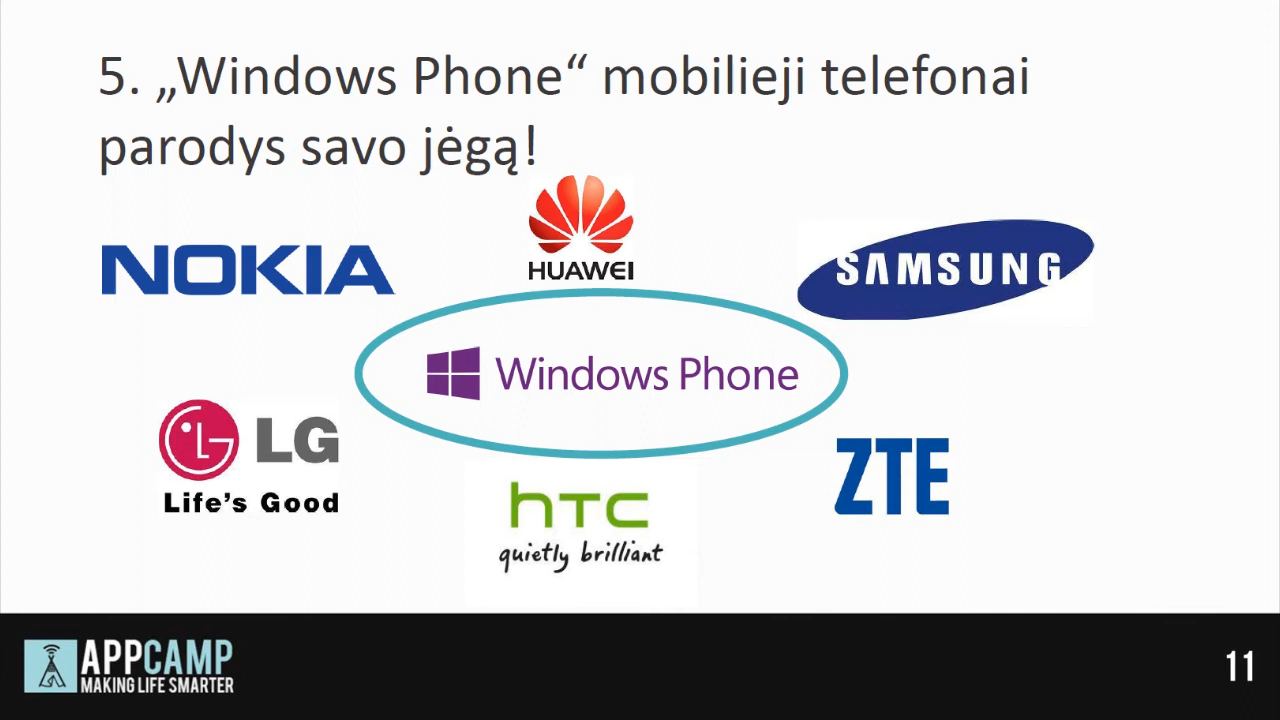 5. „Windows Phone“ mobilieji telefonai
parodys savo jėgą!
HUAWEI
NOKIA
SAMSUNG
Windows Phone
LG
Life's Good
ZTE
hTC
quietly brilliant
APPCAMP
MAKING LIFE SMARTER
11